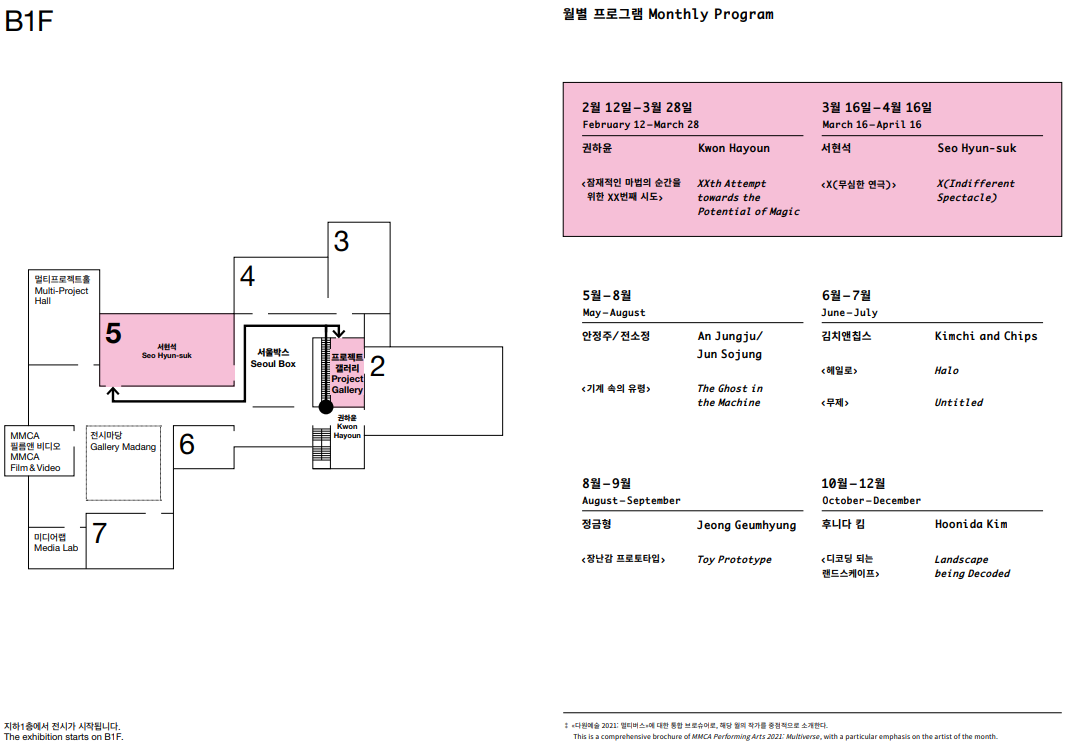 B1F
3
4
멀티프로젝트홀
Multi-Project
Hall
5
서현석
Seo Hyun-suk
서울박스
Seoul Box
프로젝트
갤러리
Project
Gallery
2
권하윤
Kwon
Hayoun
MMCA
필름앤 비디오
MMCA
Film & Video
전시마당
Gallery Madang
6
미디어랩
Media Lab
7
지하1층에서 전시가 시작됩니다.
The exhibition starts on B1F.
월별 프로그램 Monthly Program
2월 12일–3월 28일
February 12–March 28
권하윤 Kwon Hayoun
<잠재적인 마법의 순간을 XXth Attempt
위한 XX번째 시도> towards the
Potential of Magic
3월 16일–4월 16일
March 16–April 16
서현석 Seo Hyun-suk
<X(무심한 연극)> X(Indifferent
Spectacle)
5월–8월
May–August
안정주/전소정 An Jungju/
Jun Sojung
<기계 속의 유령> The Ghost in
the Machine
6월–7월
June–July
김치앤칩스 Kimchi and Chips
<헤일로> Halo
<무제> Untitled
8월–9월
August–September
정금형 Jeong Geumhyung
<장난감 프로토타입> Toy Prototype
10월–12월
October–December
후니다 킴 Hoonida Kim
<디코딩 되는 Landscape
랜드스케이프> being Decoded
«다원예술 2021: 멀티버스»에 대한 통합 브로슈어로, 해당 월의 작가를 중점적으로 소개한다.
This is a comprehensive brochure of MMCA Performing Arts 2021: Multiverse, with a particular emphasis on the artist of the month.